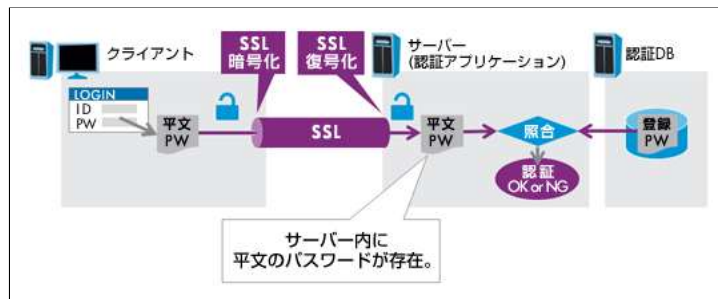 クライアント
SSL
暗号化
SSL
復号化
サーバー
(認証アプリケーション)
認証DB
LOGIN
ID
PW
平文
PW
SSL
平文
PW
照合
登録
PW
認証
OK or NG
サーバー内に
平文のパスワードが存在。